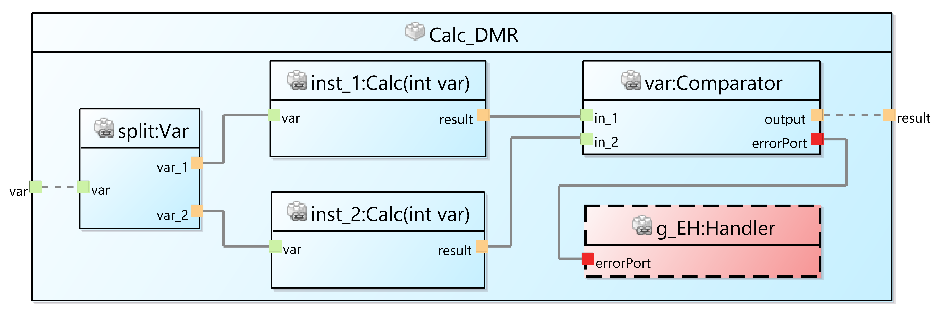 Calc_DMR
inst_1:Calc(int var)
var
result
var:Comparator
in_1
in_2
output
errorPort
result
split:Var
var_1
var
var
var_2
inst_2:Calc(int var)
var
result
g_EH:Handler
errorPort